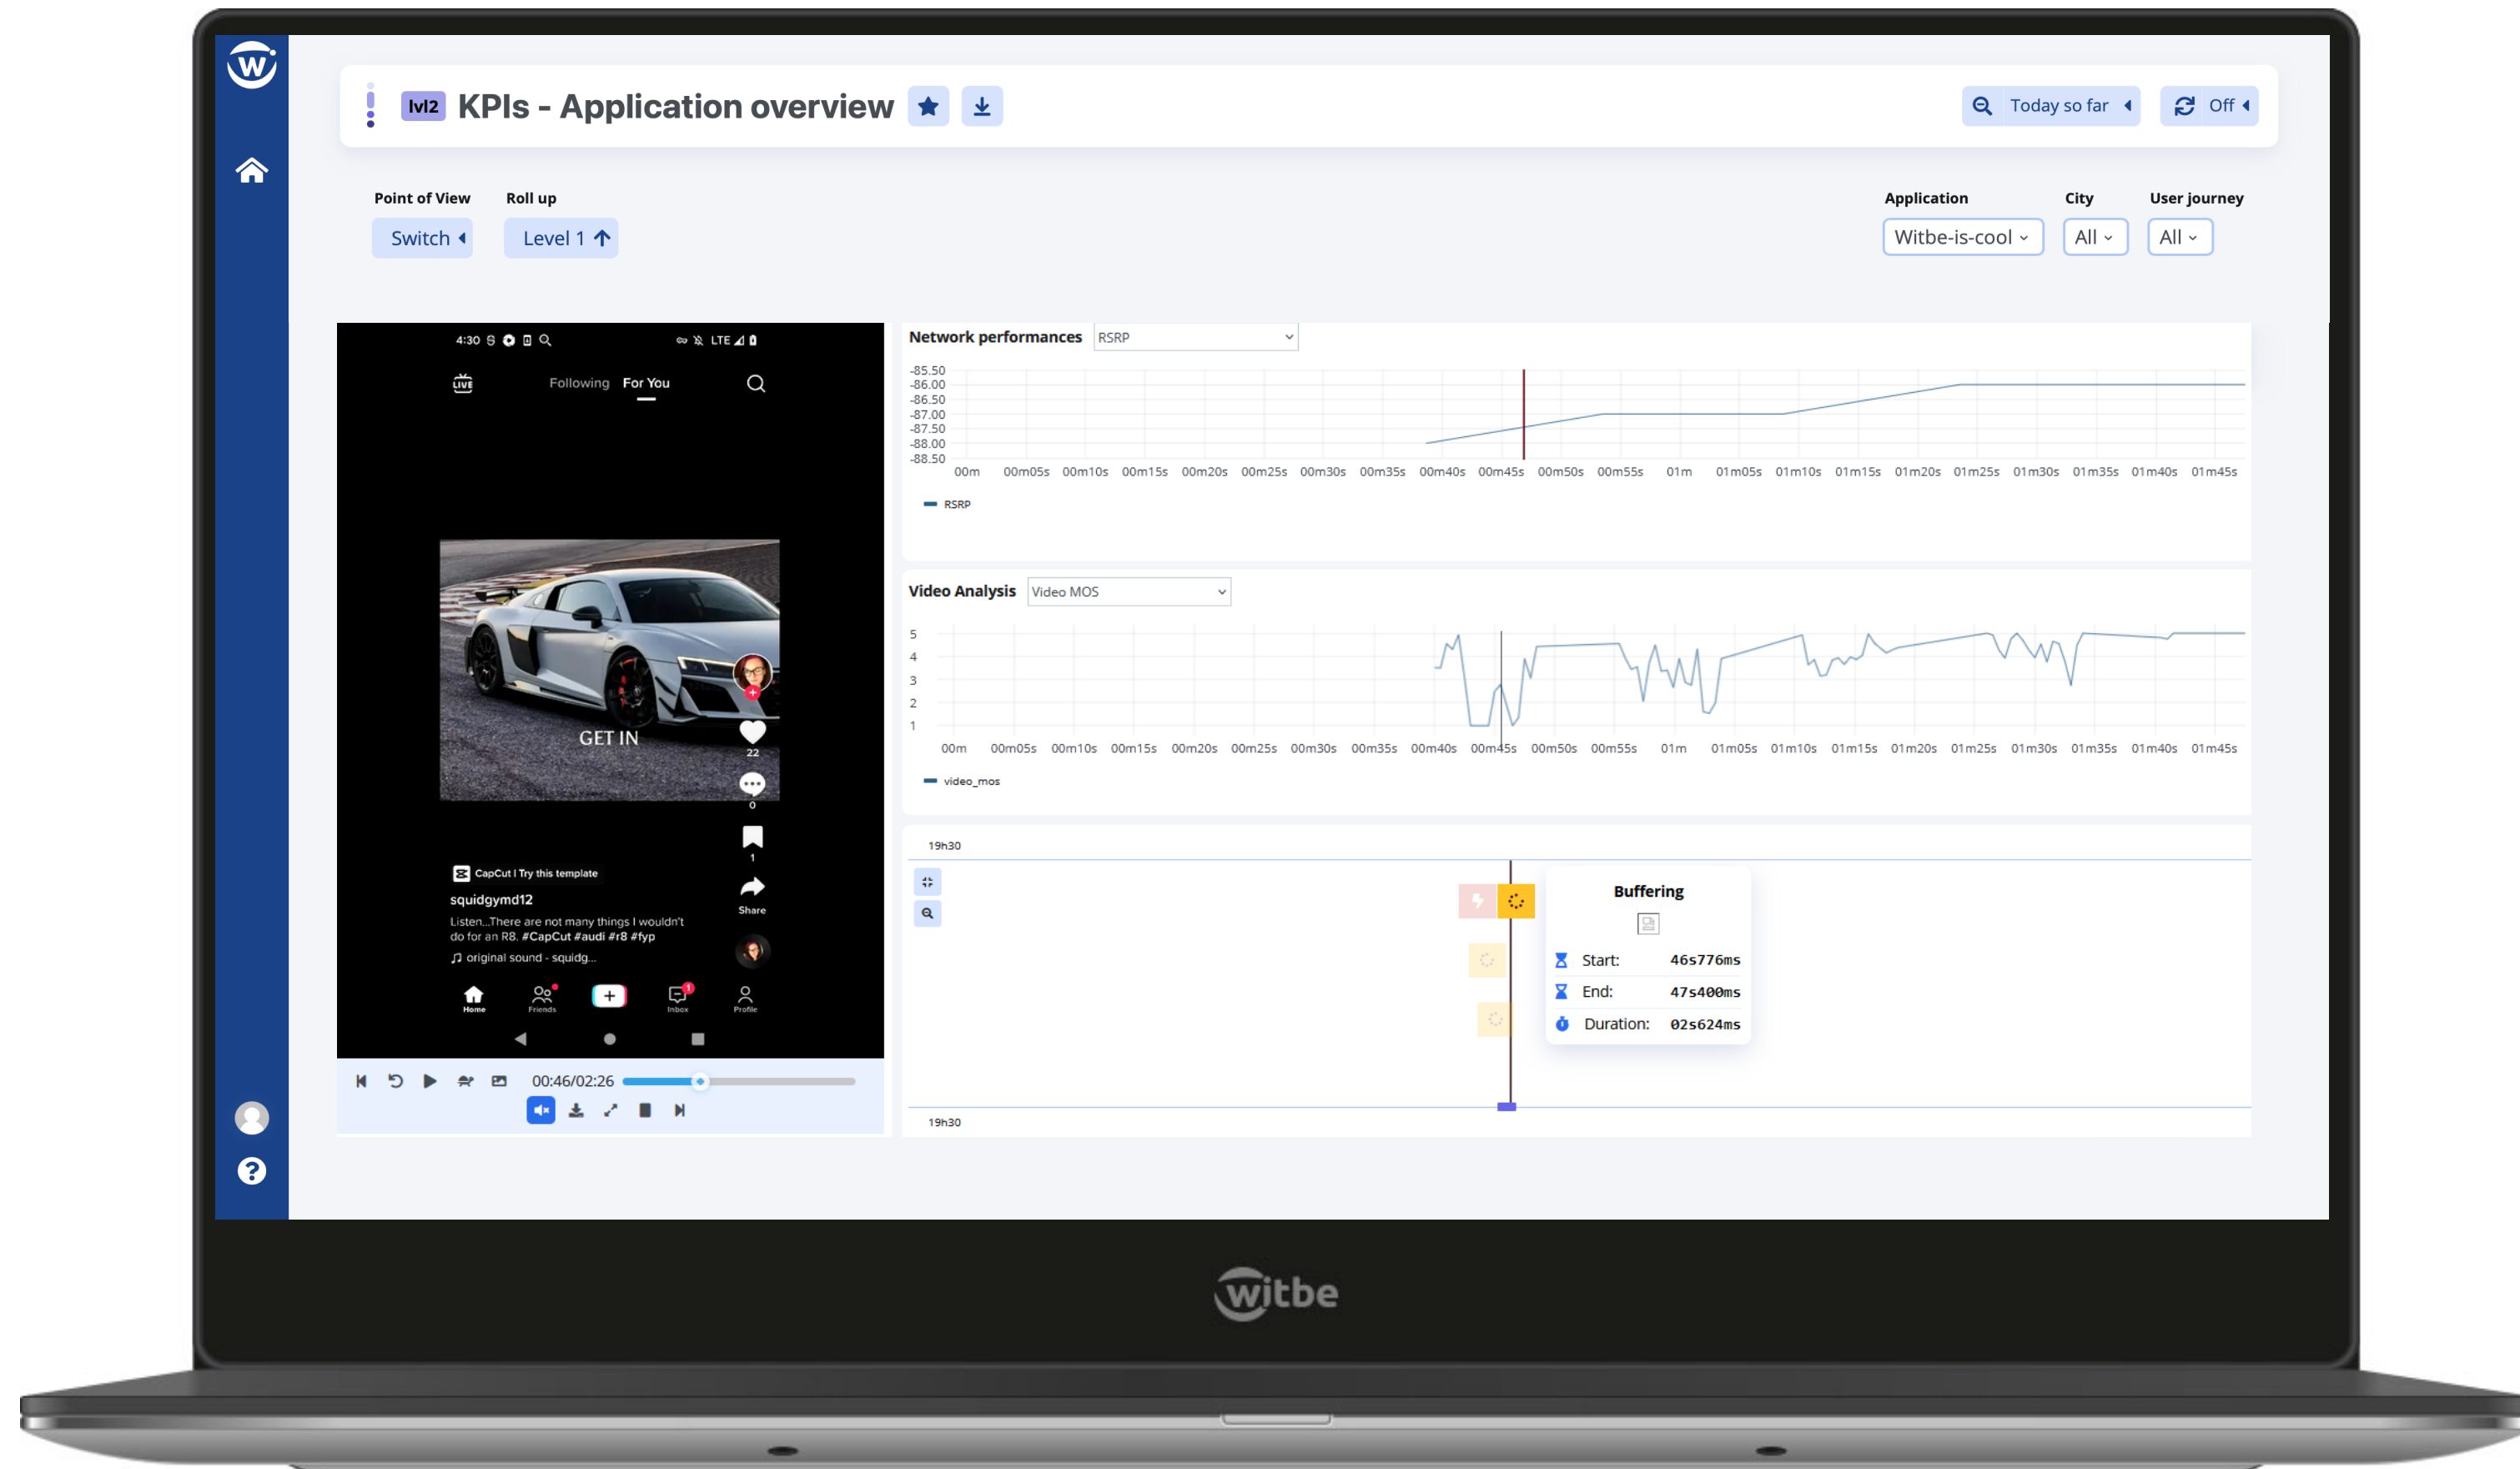 W
lvl2 KPIs - Application overview
Today so far
Off
Point of View
Roll up
Switch
Level 1
Application
City
User journey
Witbe-is-cool
All
All
4:30
LTE
LIVE
Following For You
GET IN
22
0
1
Share
CapCut | Try this template
squidgymd12
Listen...There are not many things I wouldn't
do for an R8. #CapCut #audi #r8 #fyp
original sound - squidg...
1
Home
Friends
Inbox
Profile
00:46/02:26
Network performances RSRP
-85.50
-86.00
-86.50
-87.00
-87.50
-88.00
-88.50
00m 00m05s 00m10s 00m15s 00m20s 00m25s 00m30s 00m35s 00m40s 00m45s 00m50s 00m55s 01m 01m05s 01m10s 01m15s 01m20s 01m25s 01m30s 01m35s 01m40s 01m45s
RSRP
Video Analysis Video MOS
5
4
3
2
1
00m 00m05s 00m10s 00m15s 00m20s 00m25s 00m30s 00m35s 00m40s 00m45s 00m50s 00m55s 01m 01m05s 01m10s 01m15s 01m20s 01m25s 01m30s 01m35s 01m40s 01m45s
video_mos
19h30
Buffering
Start: 46s776ms
End: 47s400ms
Duration: 02s624ms
19h30
?
witbe